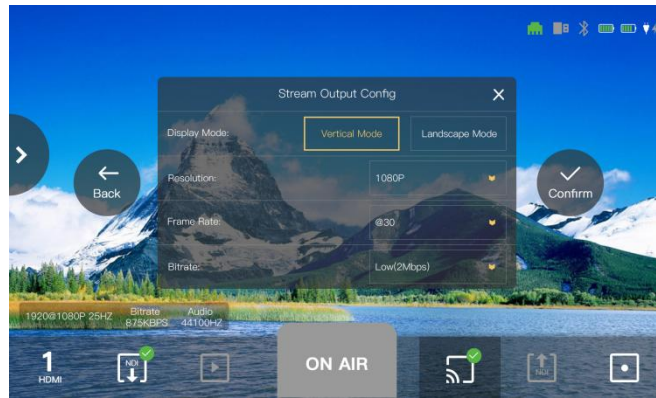 Stream Output Config
Display Mode: Vertical Mode Landscape Mode
Back
Resolution: 1080P
Confirm
Frame Rate: @30
Bitrate: Low(2Mbps)
1920@1080P 25HZ Bitrate Audio
875KBPS 44100HZ
1
HDMI
NDI
ON AIR
NDI